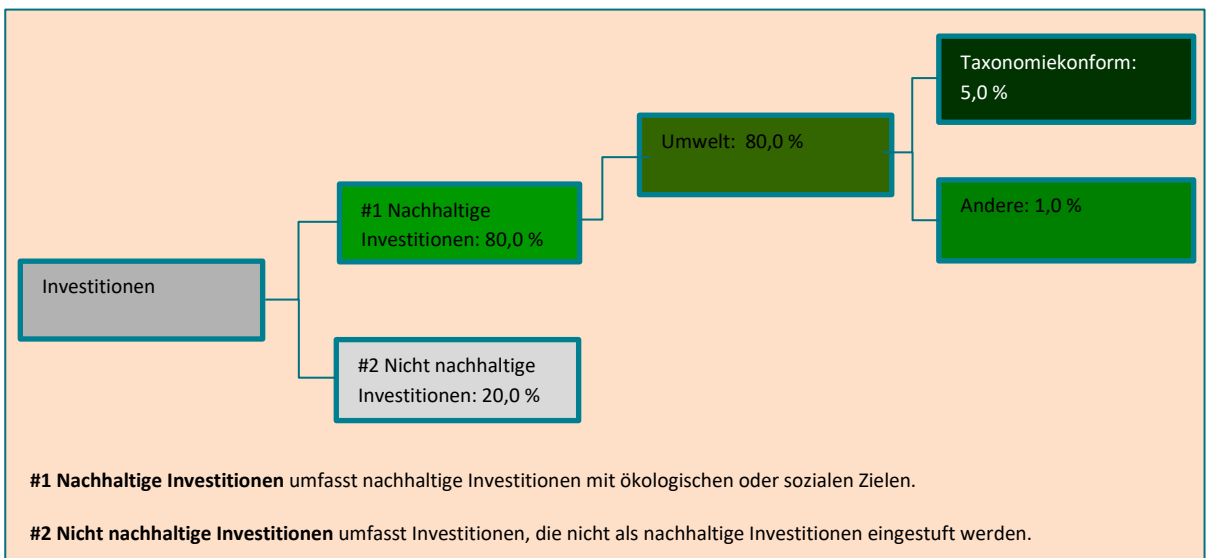 Taxonomiekonform:
5,0 %
Umwelt: 80,0 %
Andere: 1,0 %
#1 Nachhaltige
Investitionen: 80,0 %
Investitionen
#2 Nicht nachhaltige
Investitionen: 20,0 %
#1 Nachhaltige Investitionen umfasst nachhaltige Investitionen mit ökologischen oder sozialen Zielen.
#2 Nicht nachhaltige Investitionen umfasst Investitionen, die nicht als nachhaltige Investitionen eingestuft werden.